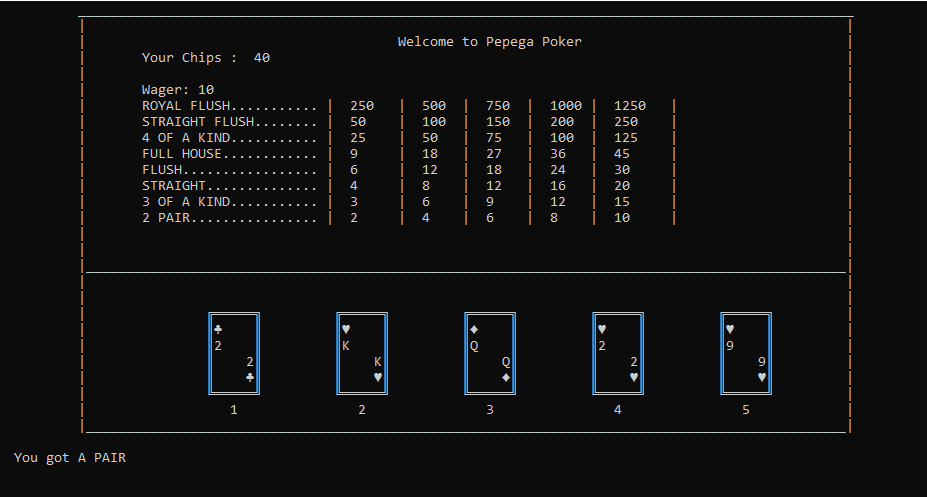 Welcome to Pepega Poker
Your Chips :  40
Wager: 10
ROYAL FLUSH........... |  250   |  500  |  750  |  1000 |  1250   |
STRAIGHT FLUSH........ |  50    |  100  |  150  |  200  |  250    |
4 OF A KIND........... |  25    |  50   |  75   |  100  |  125    |
FULL HOUSE............ |  9     |  18   |  27   |  36   |  45     |
FLUSH................. |  6     |  12   |  18   |  24   |  30     |
STRAIGHT.............. |  4     |  8    |  12   |  16   |  20     |
3 OF A KIND........... |  3     |  6    |  9    |  12   |  15     |
2 PAIR................ |  2     |  4    |  6    |  8    |  10     |
♣ ♥ ♦ ♥ ♥
2 K Q 2 9
2 K Q 2 9
♣ ♥ ♦ ♥ ♥
1 2 3 4 5
You got A PAIR